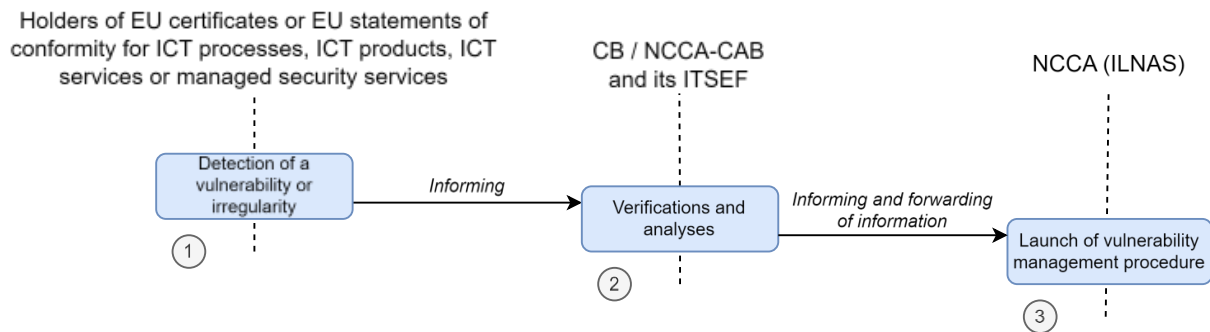 Holders of EU certificates or EU statements of
conformity for ICT processes, ICT products, ICT
services or managed security services
CB / NCCA-CAB
and its ITSEF
NCCA (ILNAS)
Detection of a
vulnerability or
irregularity
Informing
Verifications and
analyses
Informing and forwarding
of information
Launch of vulnerability
management procedure
1
2
3